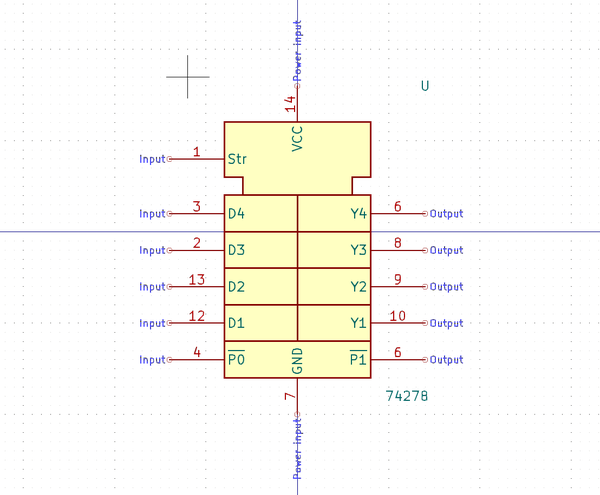 Power input
14
VCC
U
Input 1 Str
Input 3 D4 Y4 6 Output
Input 2 D3 Y3 8 Output
Input 13 D2 Y2 9 Output
Input 12 D1 Y1 10 Output
Input 4 P0 GND P1 6 Output
7
74278
Power input